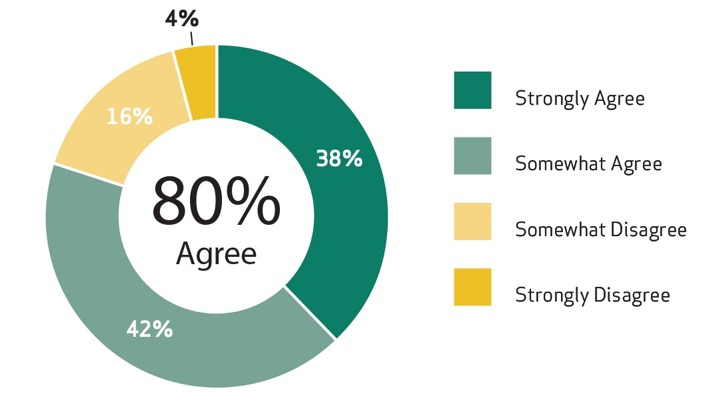 4%
16%
38%
80%
Agree
42%
Strongly Agree
Somewhat Agree
Somewhat Disagree
Strongly Disagree